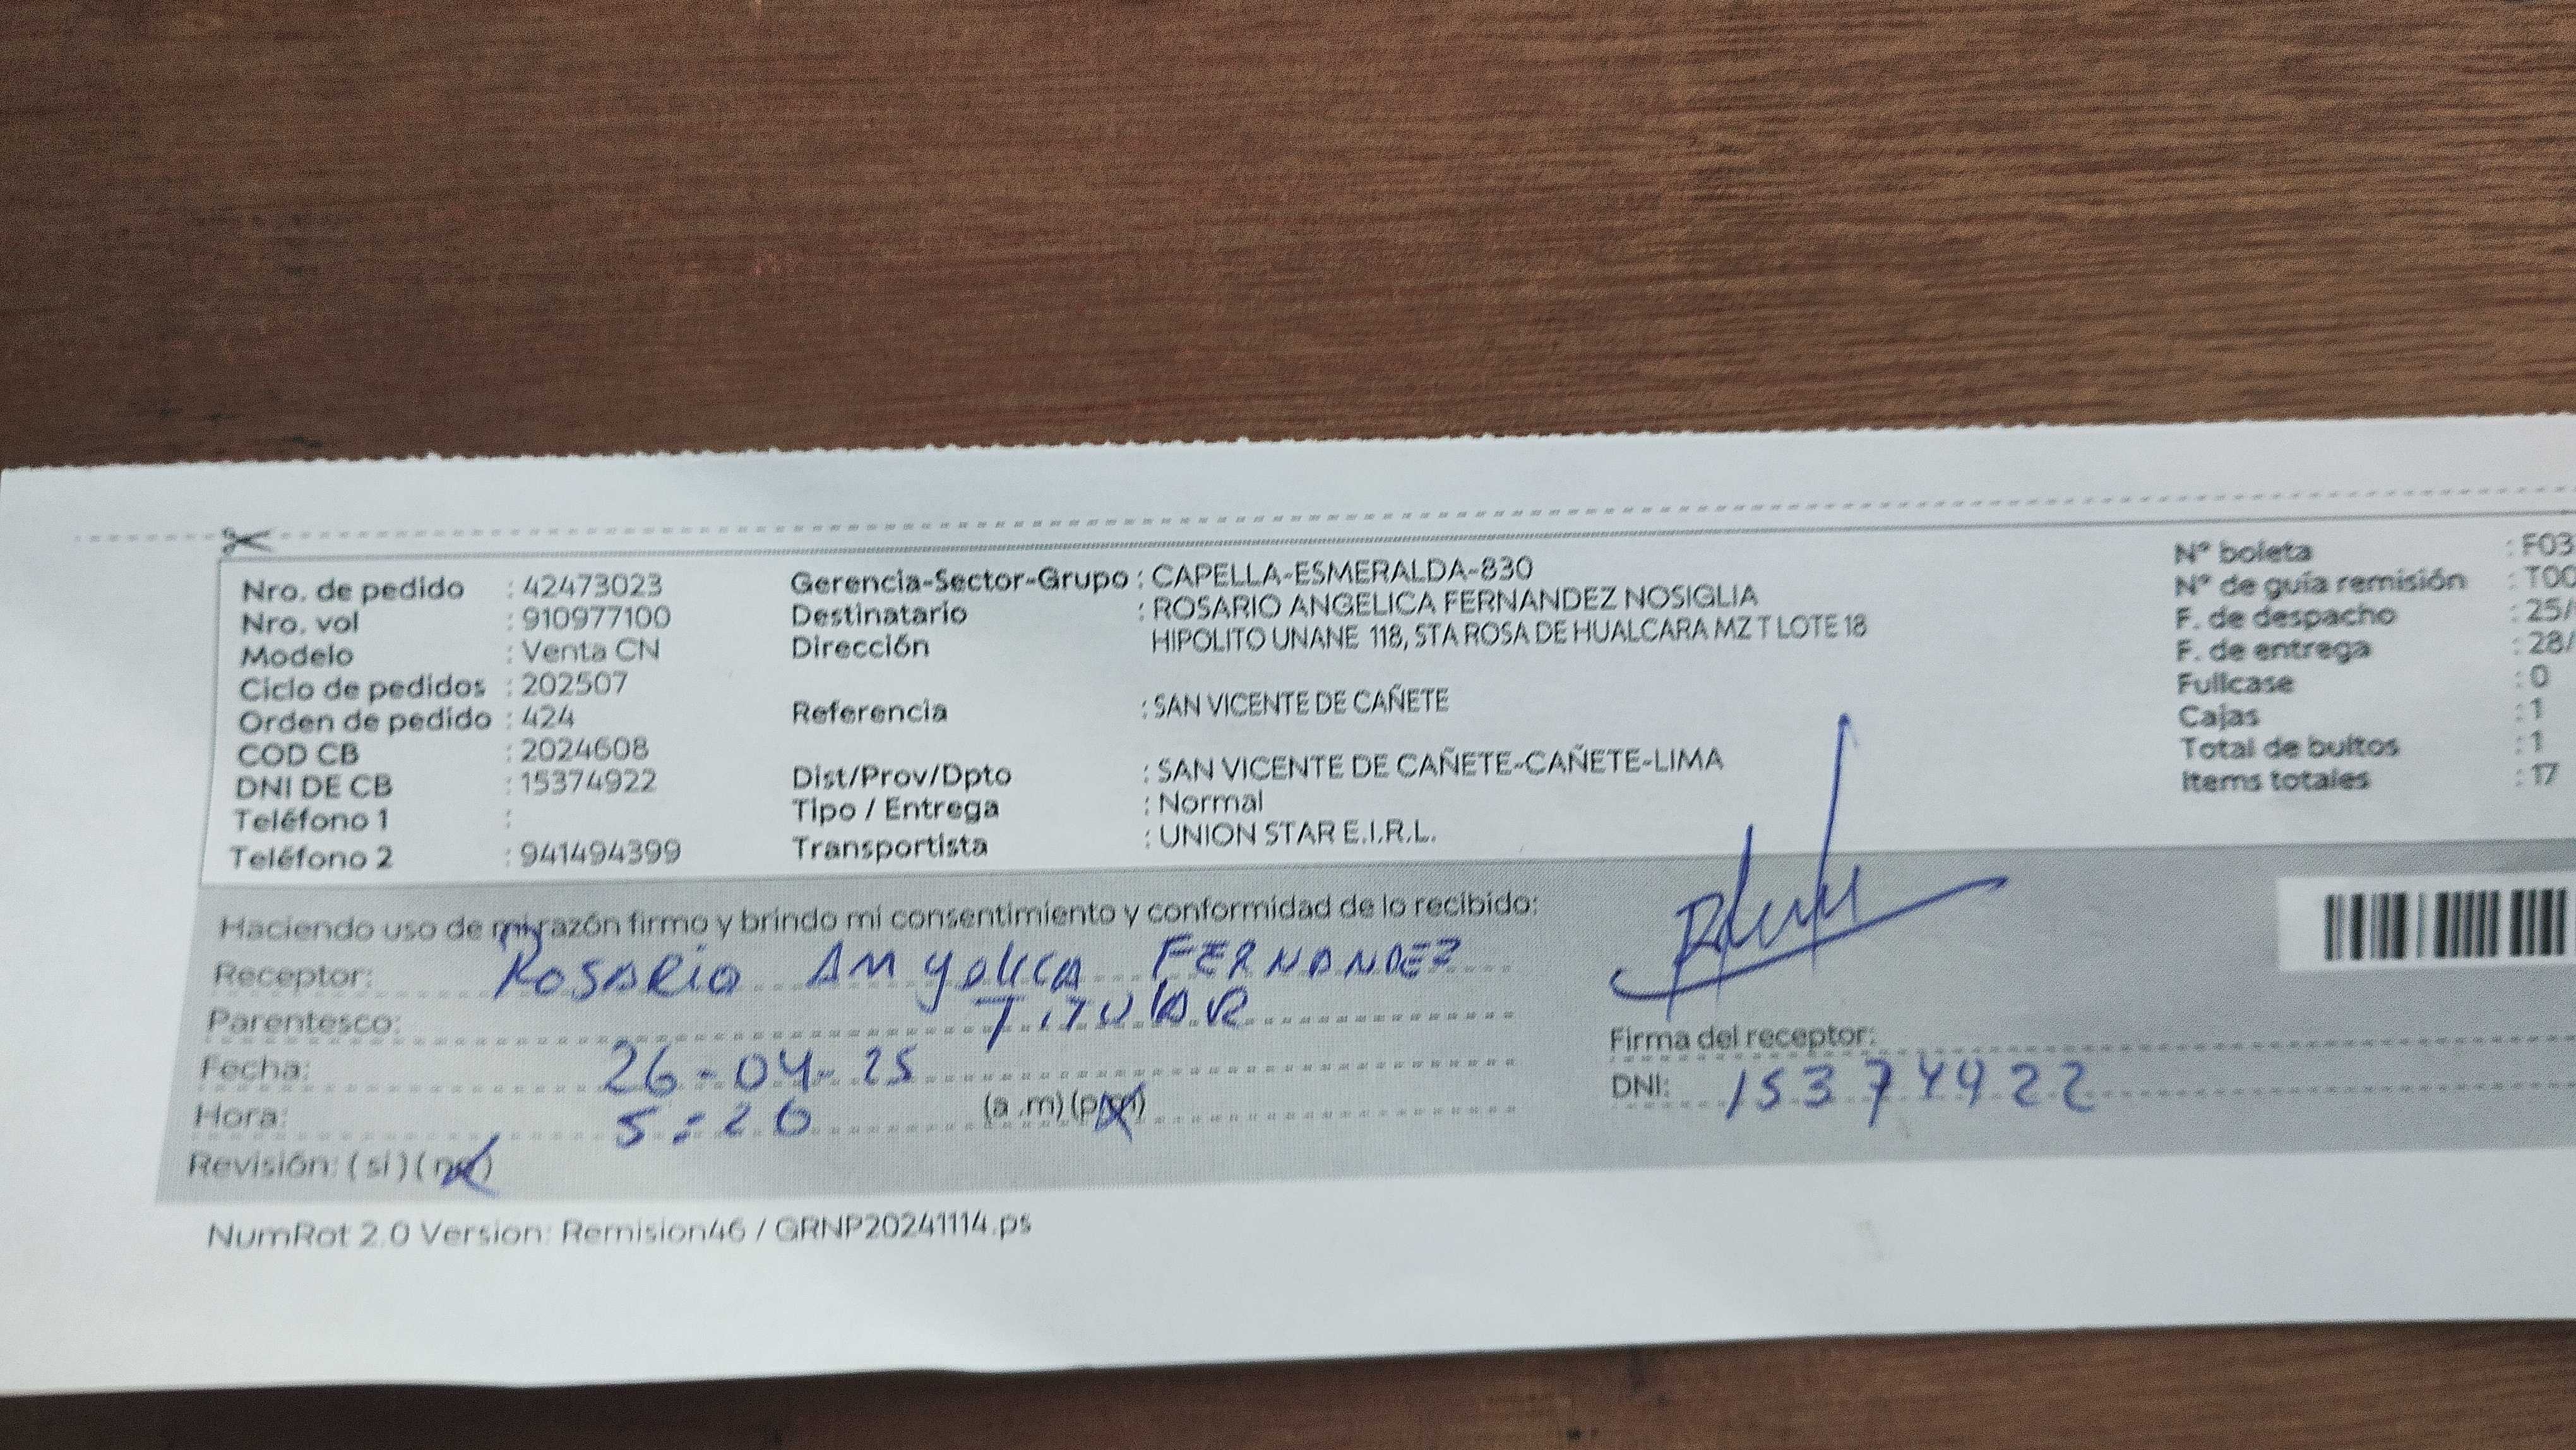 Nro. de pedido : 42473023
Nro. vol : 910977100
Modelo : Venta CN
Ciclo de pedidos : 202507
Orden de pedido : 424
COD CB : 2024608
DNI DE CB : 15374922
Teléfono 1 :
Teléfono 2 : 941494399
Gerencia-Sector-Grupo : CAPELLA-ESMERALDA-830
Destinatario : ROSARIO ANGELICA FERNANDEZ NOSIGLIA
Dirección HIPOLITO UNANE 118, STA ROSA DE HUALCARA MZ T LOTE 18
Referencia : SAN VICENTE DE CAÑETE
Dist/Prov/Dpto : SAN VICENTE DE CAÑETE-CAÑETE-LIMA
Tipo / Entrega : Normal
Transportista : UNION STAR E.I.R.L.
N° boleta : F03
N° de guía remisión : T00
F. de despacho : 25/
F. de entrega : 28/
Fullcase : 0
Cajas : 1
Total de bultos : 1
Items totales : 17
Haciendo uso de mi razón firmo y brindo mi consentimiento y conformidad de lo recibido:
Receptor: ROSARIO ANgelica FERNANDEZ
Parentesco: TITULAR
Fecha: 26-04-25
Hora: 5:20 (a .m) (p.m)
Revisión: ( si ) ( no )
Firma del receptor:
DNI: 15374922
NumRot 2.0 Version: Remision46 / GRNP20241114.ps